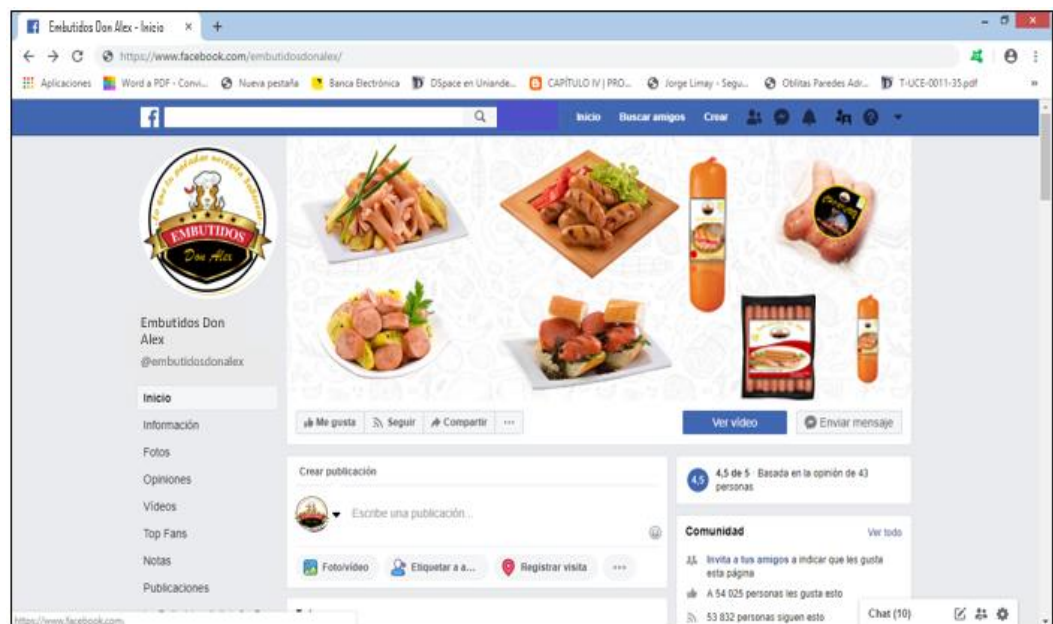 Embutidos Don Alex - Inicio
https://www.facebook.com/embutidosdonalex/
Aplicaciones
Word a PDF - Convi...
Nueva pestaña
Banca Electrónica
DSpace en Uniande...
CAPÍTULO IV | PRO...
Jorge Limay - Segu...
Oblitas Paredes Adr...
T-UCE-0011-35.pdf
Inicio
Buscar amigos
Crear
EMBUTIDOS
Don Alex
Embutidos Don
Alex
@embutidosdonalex
Inicio
Información
Fotos
Opiniones
Vídeos
Top Fans
Notas
Publicaciones
Me gusta
Seguir
Compartir
Ver vídeo
Enviar mensaje
Crear publicación
Escribe una publicación...
Foto/vídeo
Etiquetar a a...
Registrar visita
4,5
4,5 de 5 · Basada en la opinión de 43
personas
Comunidad
Ver todo
Invita a tus amigos a indicar que les gusta
esta página
A 54 025 personas les gusta esto
53 832 personas siguen esto
Chat (10)
https://www.facebook.com